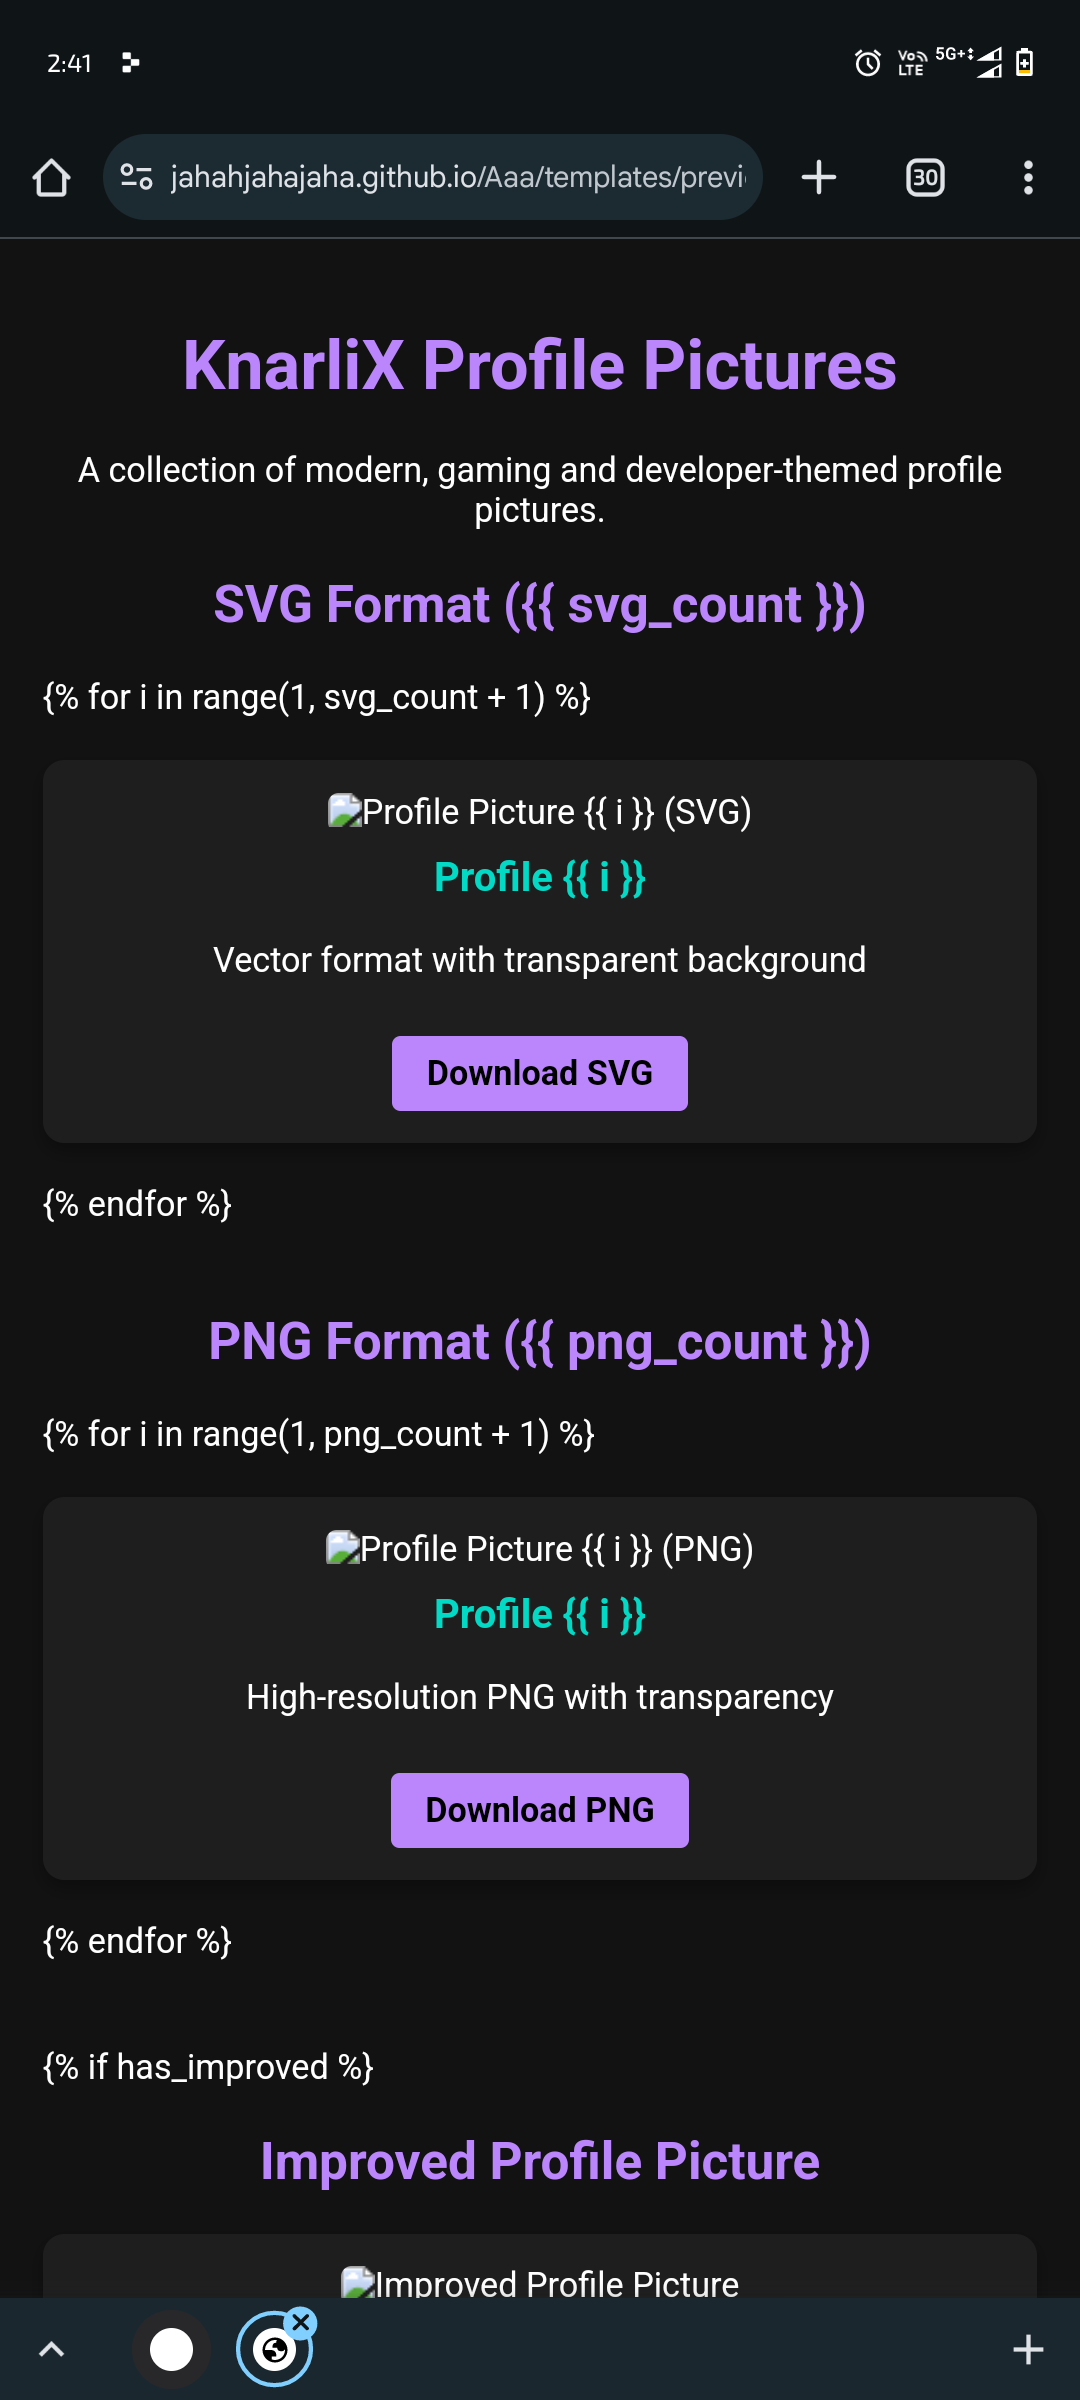 2:41
Vo LTE 5G+
jahahjahajaha.github.io/Aaa/templates/previ
30
KnarliX Profile Pictures
A collection of modern, gaming and developer-themed profile
pictures.
SVG Format ({{ svg_count }})
{% for i in range(1, svg_count + 1) %}
Profile Picture {{ i }} (SVG)
Profile {{ i }}
Vector format with transparent background
Download SVG
{% endfor %}
PNG Format ({{ png_count }})
{% for i in range(1, png_count + 1) %}
Profile Picture {{ i }} (PNG)
Profile {{ i }}
High-resolution PNG with transparency
Download PNG
{% endfor %}
{% if has_improved %}
Improved Profile Picture
Improved Profile Picture